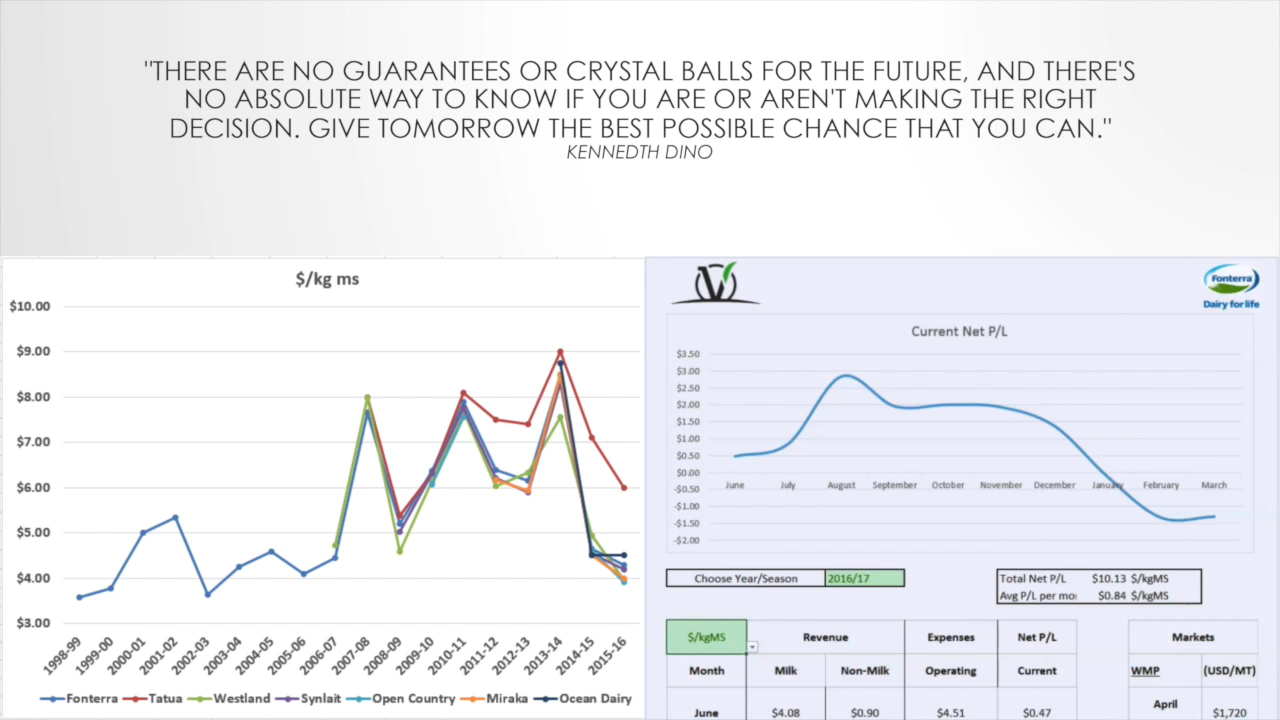 "THERE ARE NO GUARANTEES OR CRYSTAL BALLS FOR THE FUTURE, AND THERE'S
NO ABSOLUTE WAY TO KNOW IF YOU ARE OR AREN'T MAKING THE RIGHT
DECISION. GIVE TOMORROW THE BEST POSSIBLE CHANCE THAT YOU CAN."
KENNEDTH DINO
$/kg ms
$10.00
$9.00
$8.00
$7.00
$6.00
$5.00
$4.00
$3.00
1998-99 1999-00 2000-01 2001-02 2002-03 2003-04 2004-05 2005-06 2006-07 2007-08 2008-09 2009-10 2010-11 2011-12 2012-13 2013-14 2014-15 2015-16
Fonterra Tatua Westland Synlait Open Country Miraka Ocean Dairy
Fonterra
Dairy for life
Current Net P/L
$3.50
$3.00
$2.50
$2.00
$1.50
$1.00
$0.50
$0.00
June July August September October November December January February March
-$0.50
-$1.00
-$1.50
-$2.00
Choose Year/Season 2016/17
Total Net P/L $10.13 $/kgMS
Avg P/L per mo $0.84 $/kgMS
$/kgMS Revenue Expenses Net P/L Markets
Month Milk Non-Milk Operating Current WMP (USD/MT)
June $4.08 $0.90 $4.51 $0.47 April $1,720